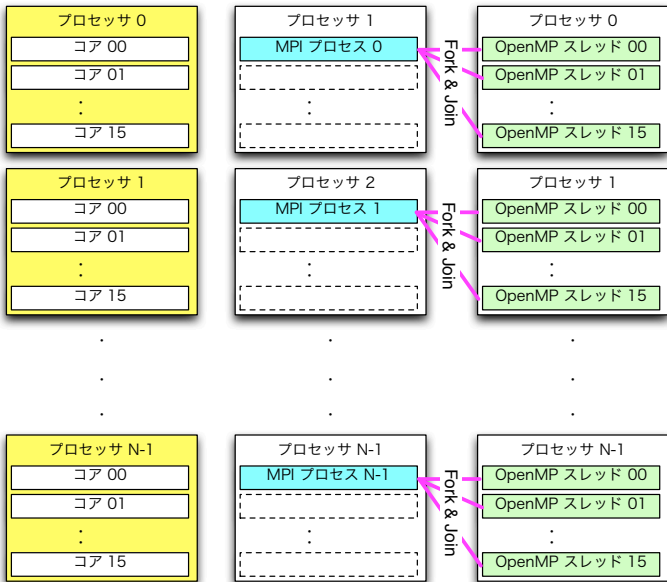 プロセッサ 0
コア 00
コア 01
:
コア 15
プロセッサ 1
MPI プロセス 0
:
Fork & Join
プロセッサ 0
OpenMP スレッド 00
OpenMP スレッド 01
:
OpenMP スレッド 15
プロセッサ 1
コア 00
コア 01
:
コア 15
プロセッサ 2
MPI プロセス 1
:
Fork & Join
プロセッサ 1
OpenMP スレッド 00
OpenMP スレッド 01
:
OpenMP スレッド 15
. . .
. . .
. . .
プロセッサ N-1
コア 00
コア 01
:
コア 15
プロセッサ N-1
MPI プロセス N-1
:
Fork & Join
プロセッサ N-1
OpenMP スレッド 00
OpenMP スレッド 01
:
OpenMP スレッド 15